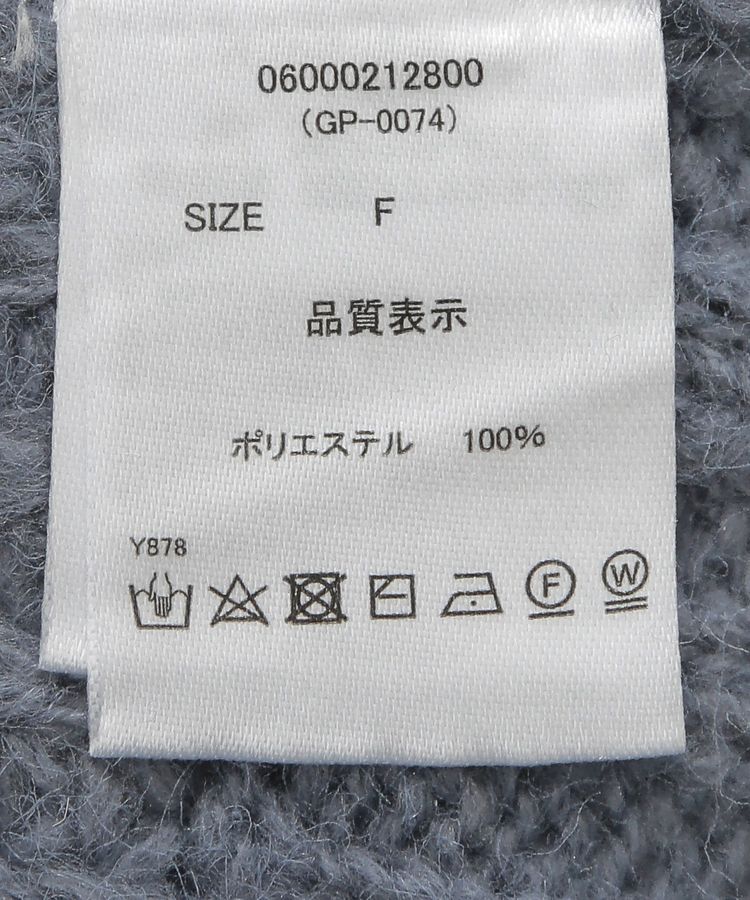 06000212800
(GP-0074)
SIZE F
品質表示
ポリエステル 100%
Y878
F W